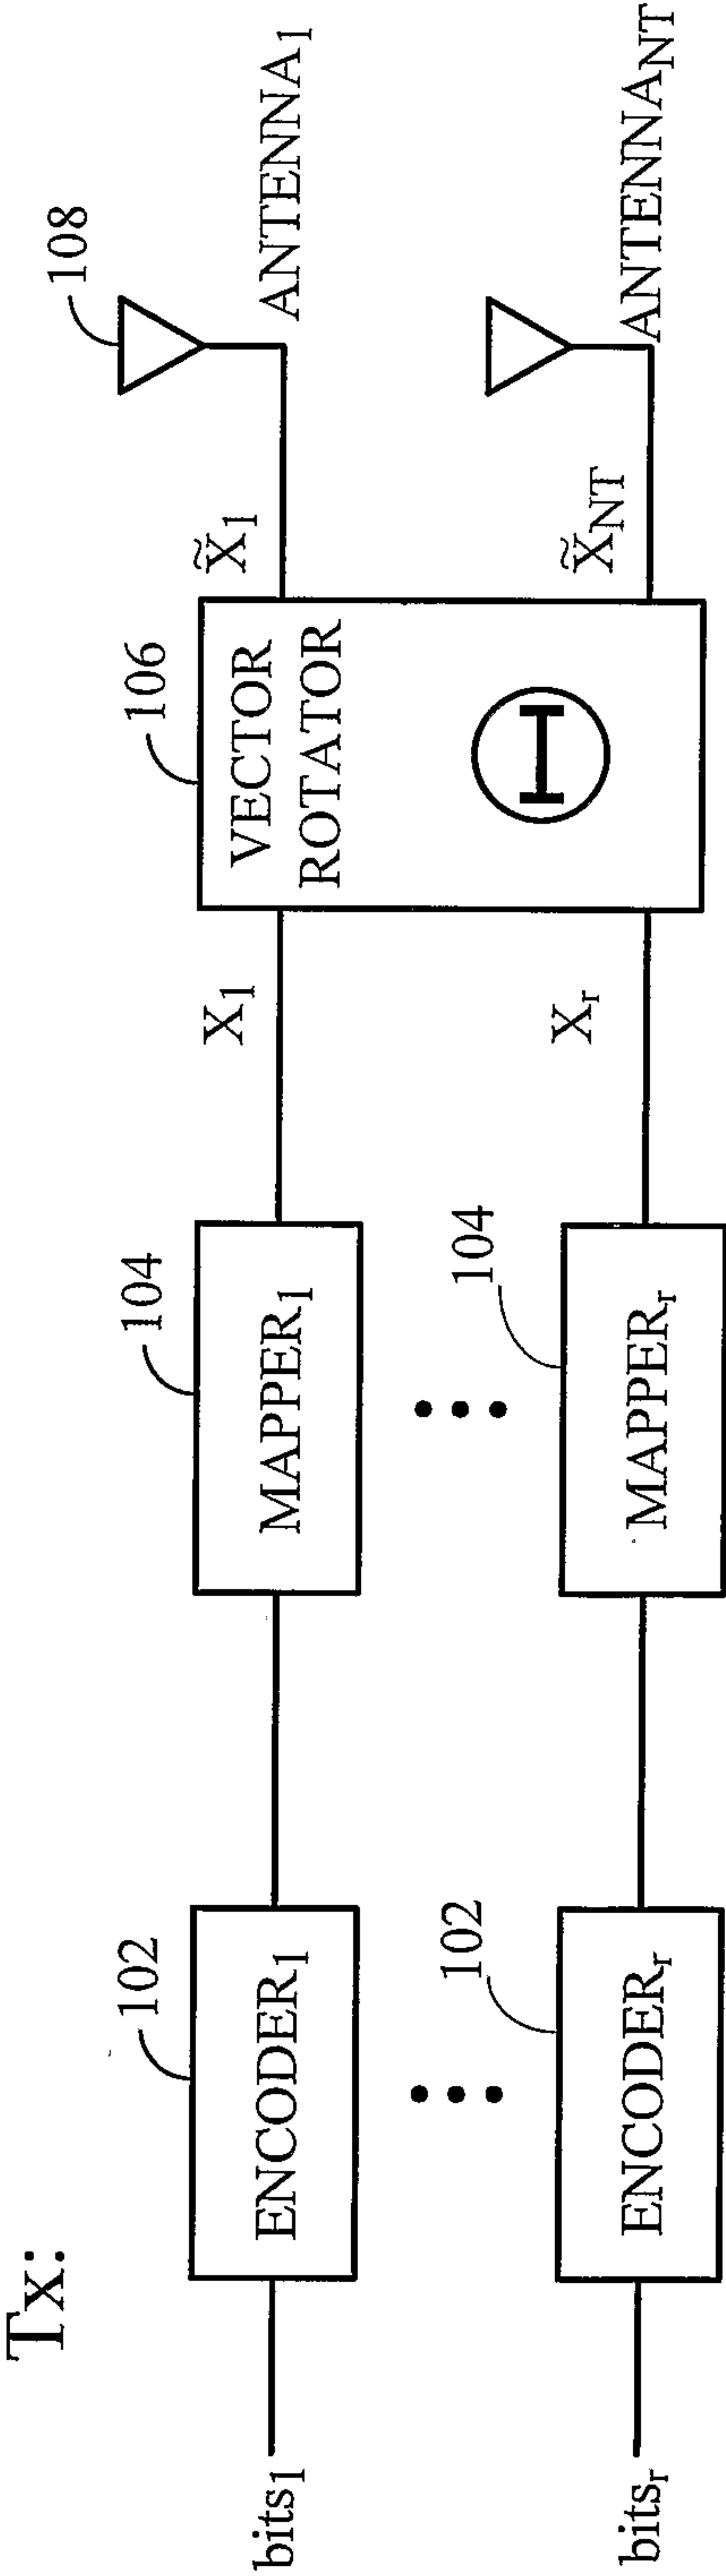 Tx:
bits₁
102
ENCODER₁
104
MAPPER₁
X₁
106
VECTOR
ROTATOR
Θ
X̃₁
108
ANTENNA₁
bitsᵣ
102
ENCODERᵣ
104
MAPPERᵣ
Xᵣ
X̃NT
ANTENNANT